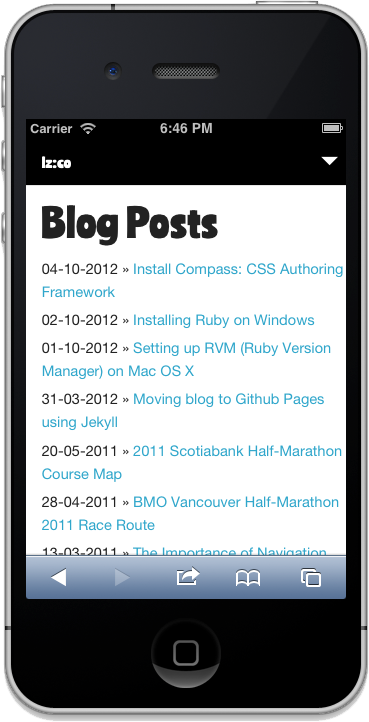 Carrier 6:46 PM
lz:co
Blog Posts
04-10-2012 » Install Compass: CSS Authoring
Framework
02-10-2012 » Installing Ruby on Windows
01-10-2012 » Setting up RVM (Ruby Version
Manager) on Mac OS X
31-03-2012 » Moving blog to Github Pages
using Jekyll
20-05-2011 » 2011 Scotiabank Half-Marathon
Course Map
28-04-2011 » BMO Vancouver Half-Marathon
2011 Race Route
13-03-2011 » The Importance of Navigation